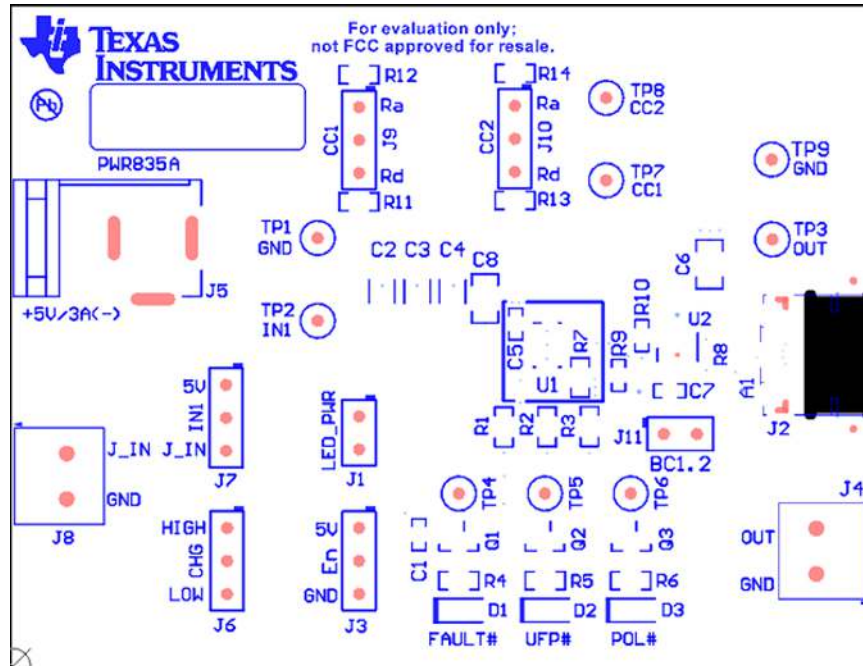 TEXAS
INSTRUMENTS
For evaluation only;
not FCC approved for resale.
Pb
PWR835A
R12
Ra
CC1
J9
Rd
R11
R14
Ra
CC2
J10
Rd
R13
TP8
CC2
TP7
CC1
TP9
GND
TP3
OUT
TP1
GND
TP2
IN1
J5
+5V/3A(-)
C2
C3
C4
C8
C6
C5
R7
U1
R9
R10
U2
R8
C7
A1
J2
R1
R2
R3
J11
BC1.2
5V
IN1
J_IN
J7
J_IN
GND
J8
LED_PWR
J1
HIGH
CHG
LOW
J6
5V
En
GND
J3
TP4
TP5
TP6
C1
Q1
Q2
Q3
R4
R5
R6
D1
D2
D3
FAULT#
UFP#
POL#
J4
OUT
GND